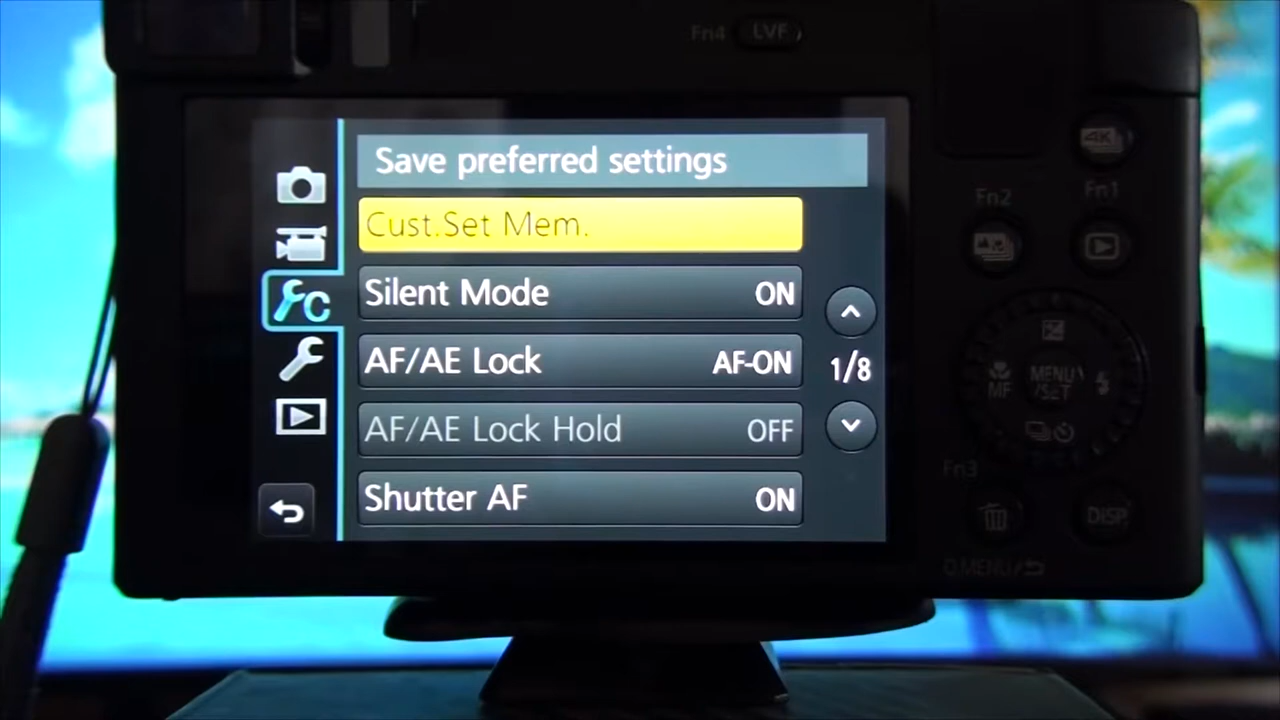 Fn4 LVF
Save preferred settings
Cust.Set Mem.
Silent Mode ON
AF/AE Lock AF-ON
AF/AE Lock Hold OFF
Shutter AF ON
1/8
C
4K
Fn2 Fn1
MF
MENU
/SET
Fn3
DISP.
Q.MENU/